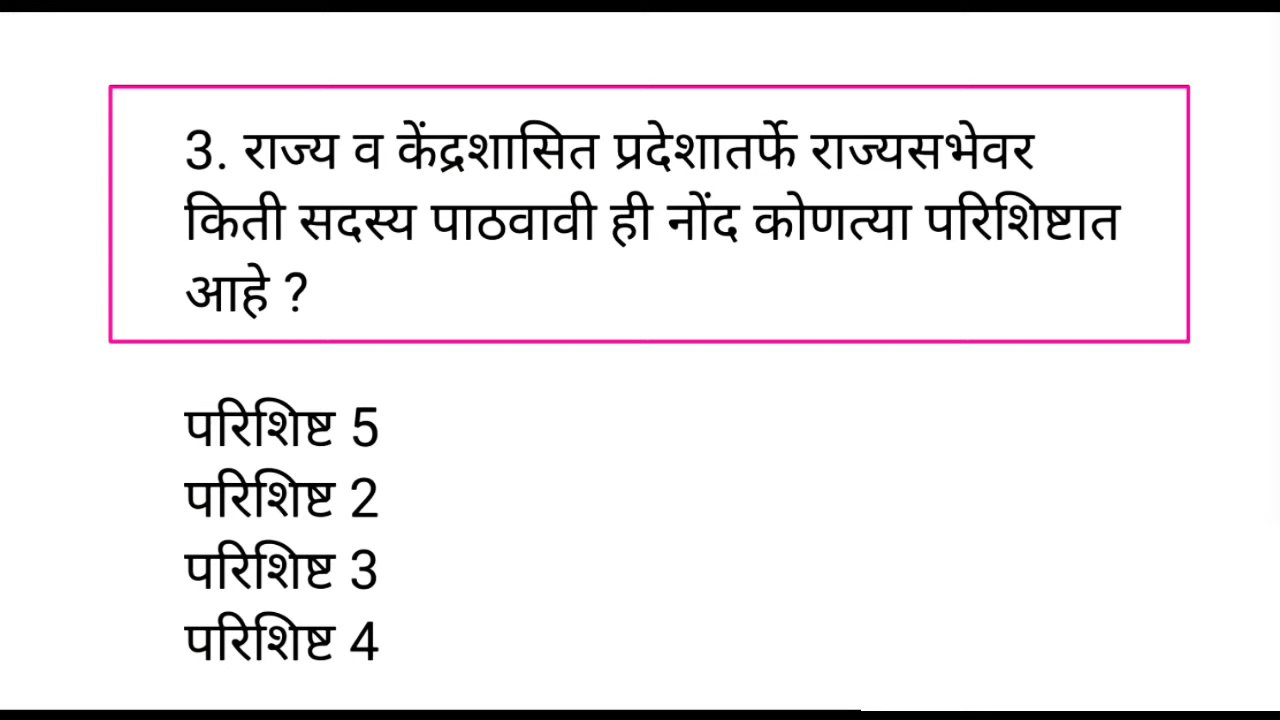 3. राज्य व केंद्रशासित प्रदेशातर्फे राज्यसभेवर
किती सदस्य पाठवावी ही नोंद कोणत्या परिशिष्टात
आहे ?
परिशिष्ट 5
परिशिष्ट 2
परिशिष्ट 3
परिशिष्ट 4